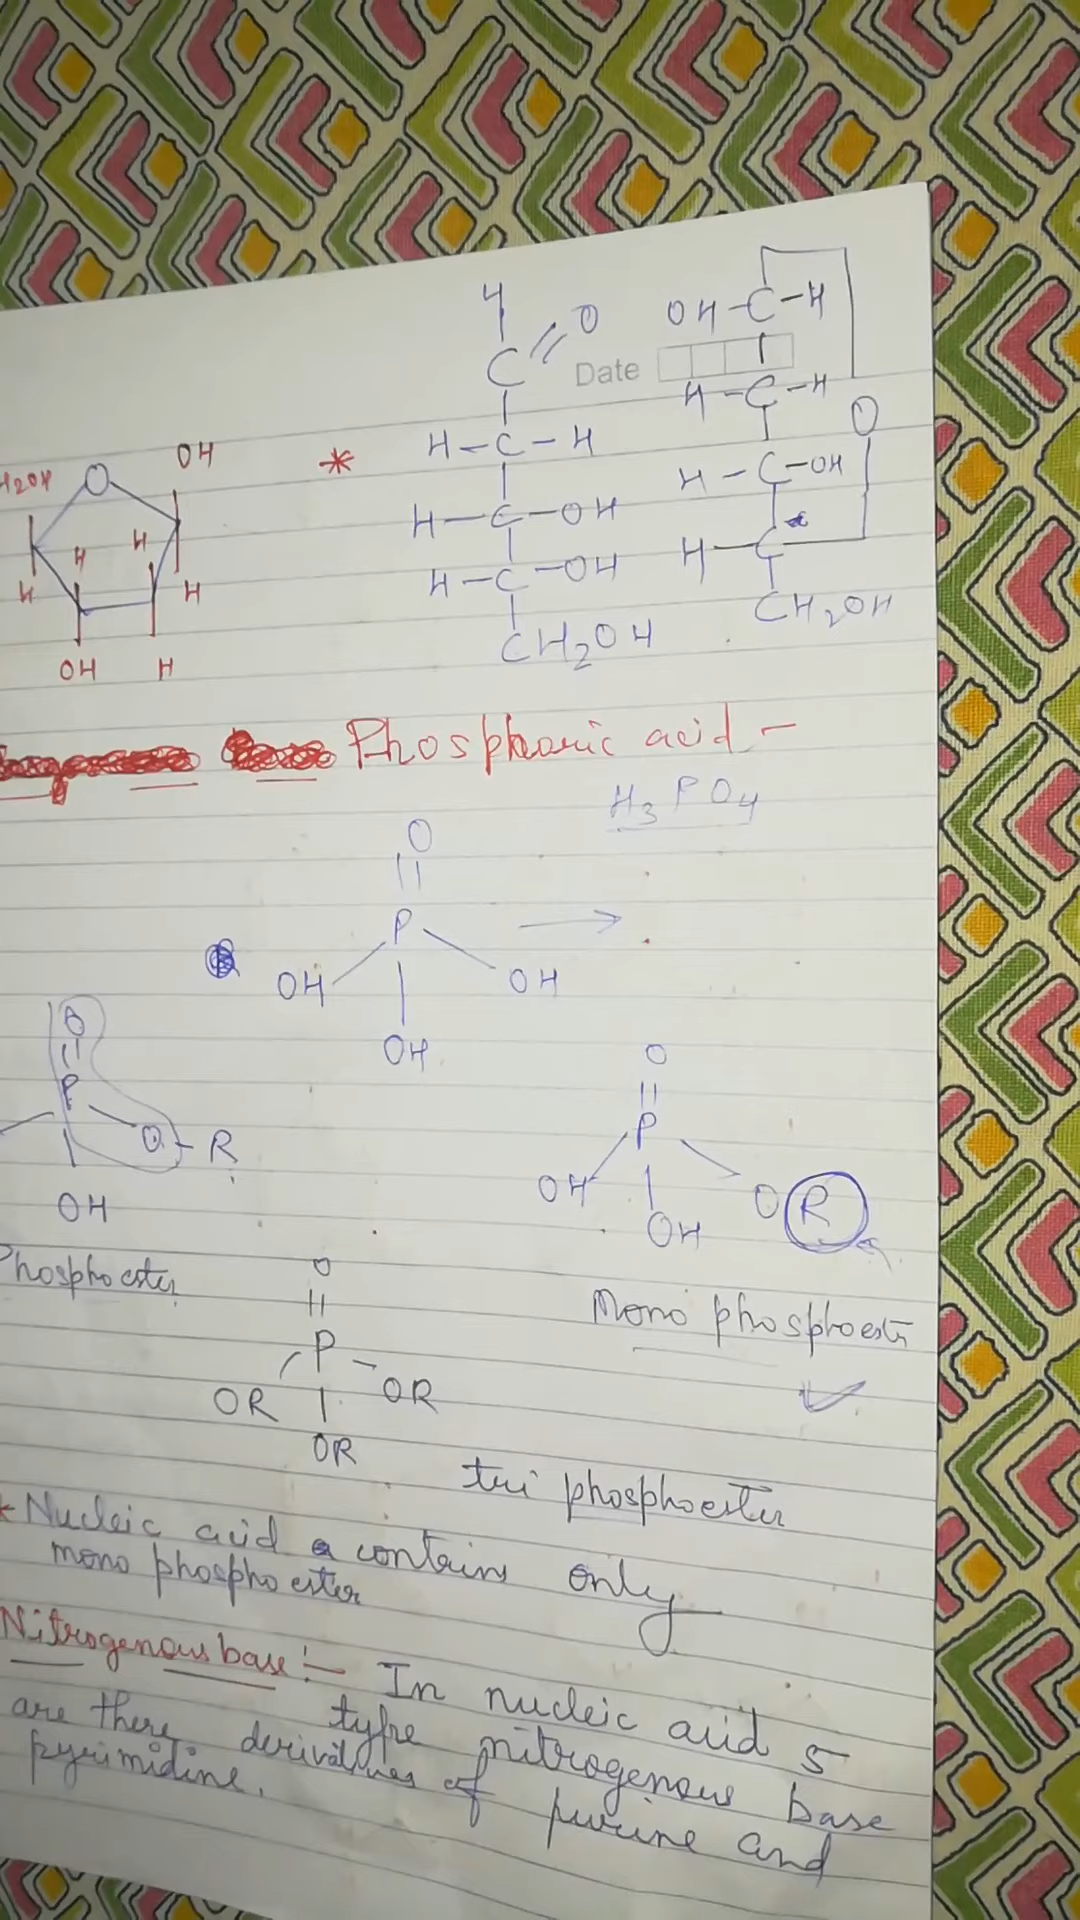 H
C=O
OH-C-H
Date
H-C-H
H-C-H
O
OH
H-C-OH
H-C-OH
H2OH
O
*
H-C-OH
H-C
H
H
H
H
CH2OH
CH2OH
OH
H
Phosphoric acid -
H3PO4
O
P
OH
OH
OH
O
P
O-R
OH
O
P
OH
OH
OR
Phosphoester
Mono phosphoester
O
P
OR
OR
OR
tri phosphoester
* Nucleic acid contains only
mono phosphoester
Nitrogenous base :- In nucleic acid 5
type nitrogenous base
are there derivatives of purine and
pyrimidine.